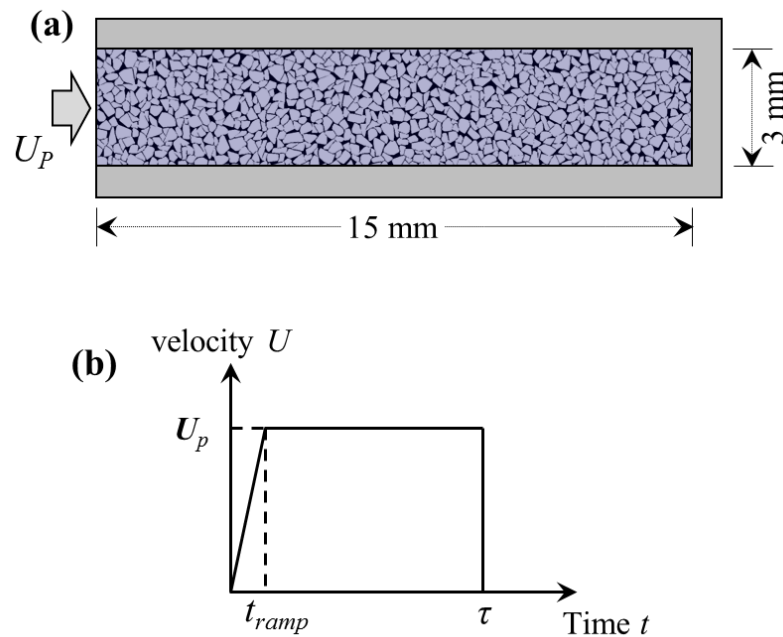 (a)
U_P
3 mm
15 mm
(b)
velocity U
U_p
t_ramp
τ
Time t